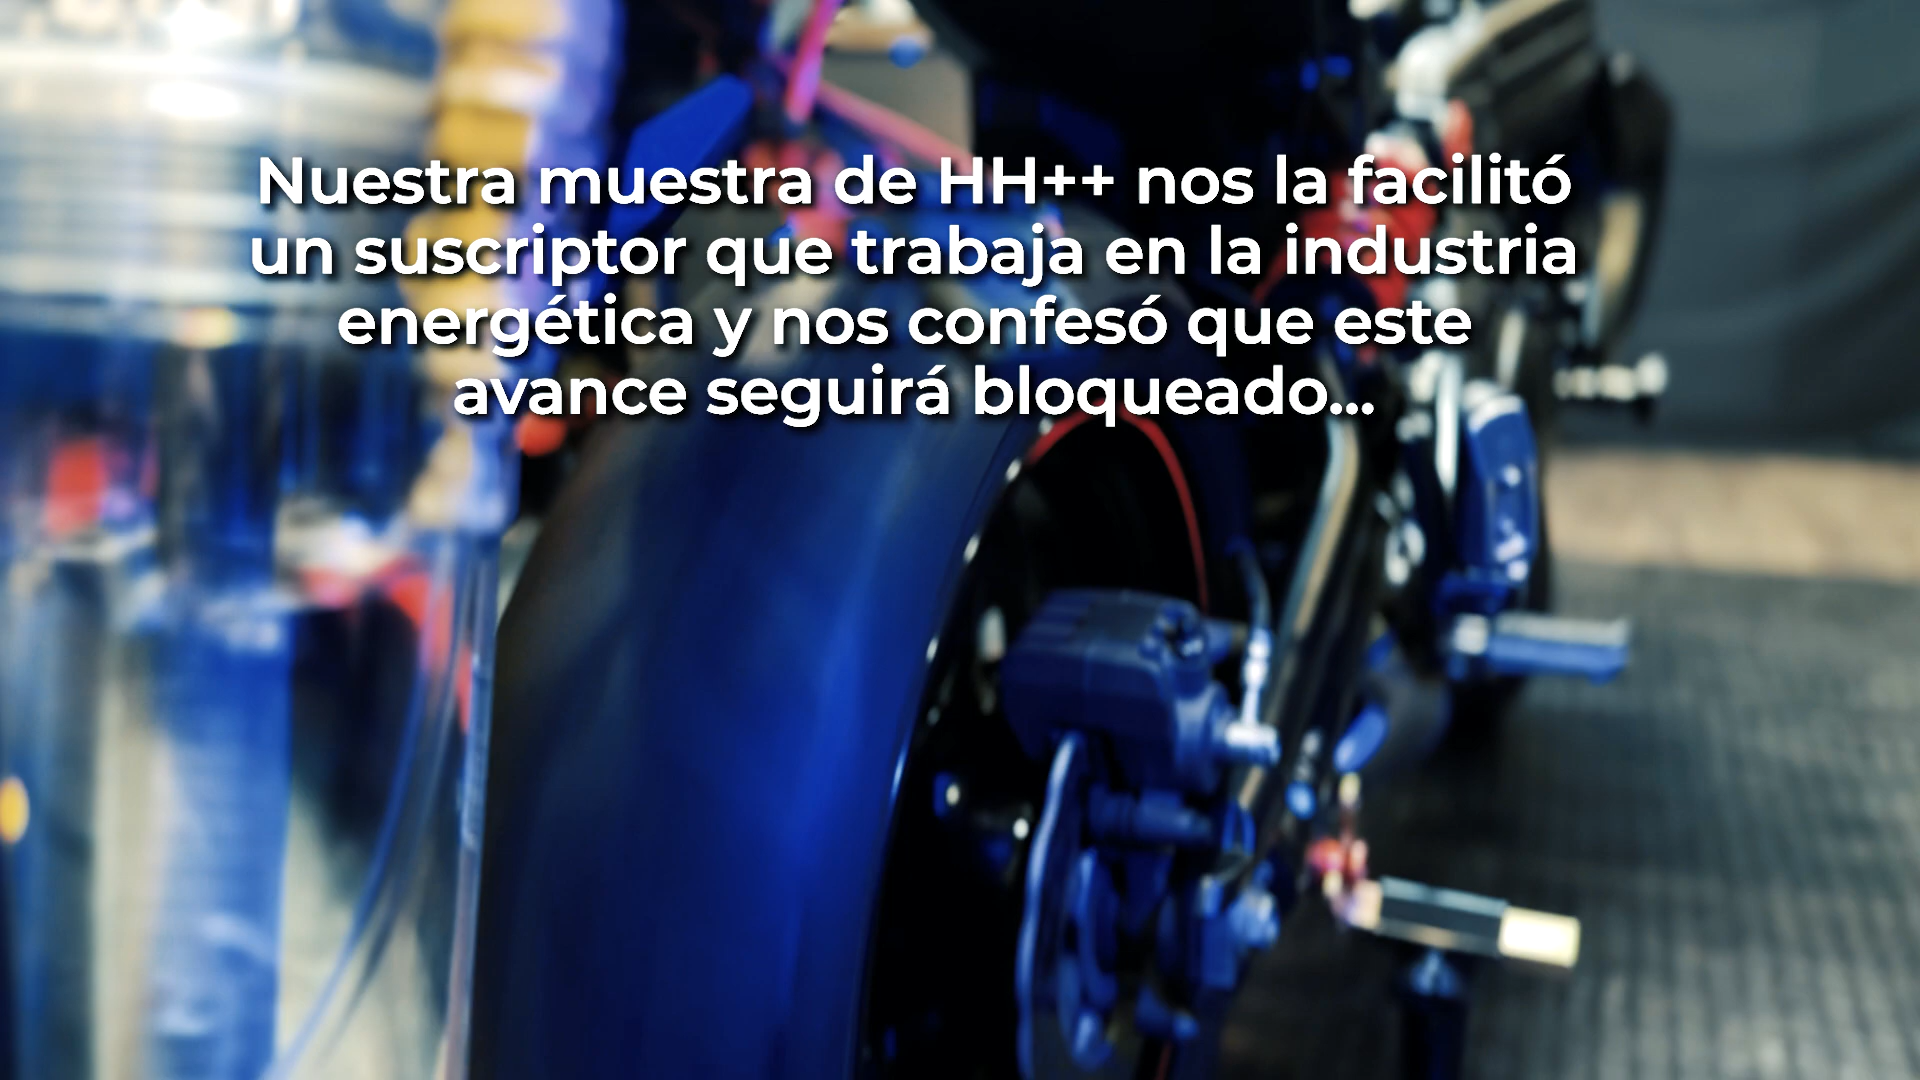 Nuestra muestra de HH++ nos la facilitó
un suscriptor que trabaja en la industria
energética y nos confesó que este
avance seguirá bloqueado...